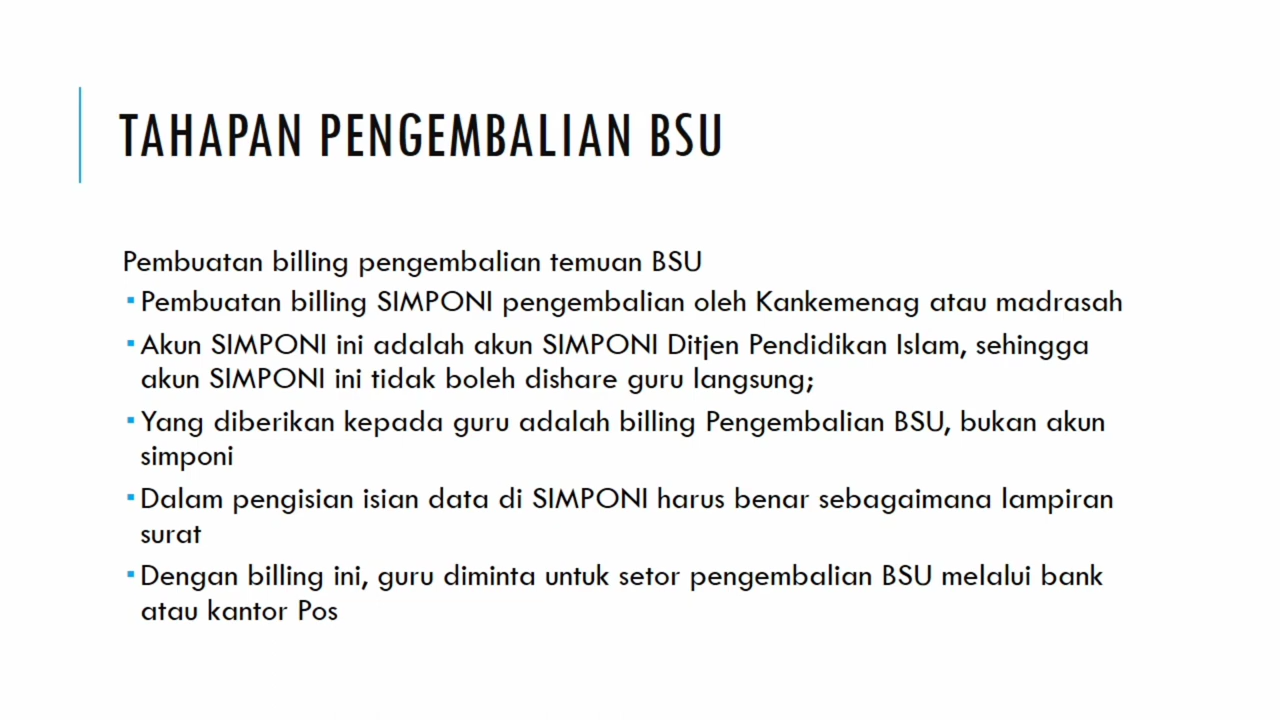 TAHAPAN PENGEMBALIAN BSU
Pembuatan billing pengembalian temuan BSU
▪ Pembuatan billing SIMPONI pengembalian oleh Kankemenag atau madrasah
▪ Akun SIMPONI ini adalah akun SIMPONI Ditjen Pendidikan Islam, sehingga
akun SIMPONI ini tidak boleh dishare guru langsung;
▪ Yang diberikan kepada guru adalah billing Pengembalian BSU, bukan akun
simponi
▪ Dalam pengisian isian data di SIMPONI harus benar sebagaimana lampiran
surat
▪ Dengan billing ini, guru diminta untuk setor pengembalian BSU melalui bank
atau kantor Pos